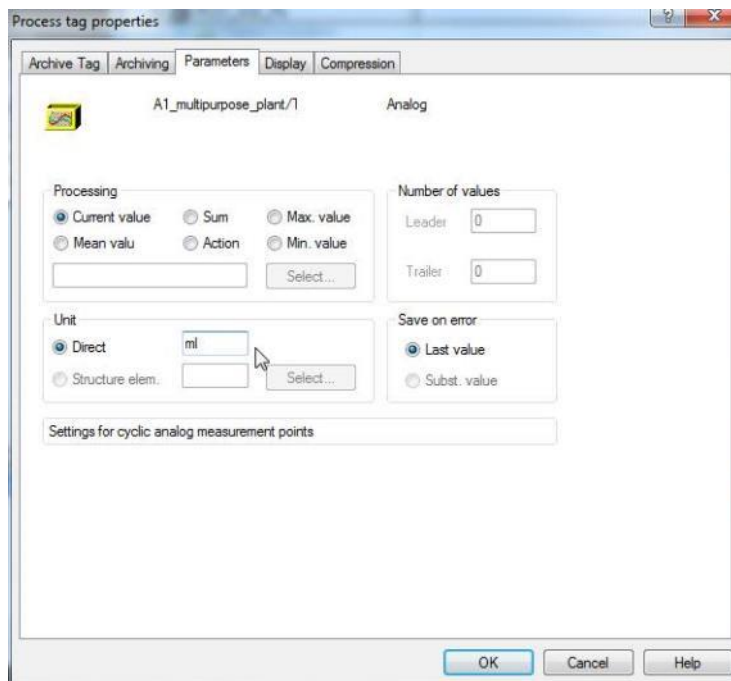 Process tag properties
Archive Tag Archiving Parameters Display Compression
A1_multipurpose_plant/1 Analog
Processing
Current value Sum Max. value
Mean valu Action Min. value
Select...
Number of values
Leader 0
Trailer 0
Unit
Direct ml
Structure elem. Select...
Save on error
Last value
Subst. value
Settings for cyclic analog measurement points
OK Cancel Help